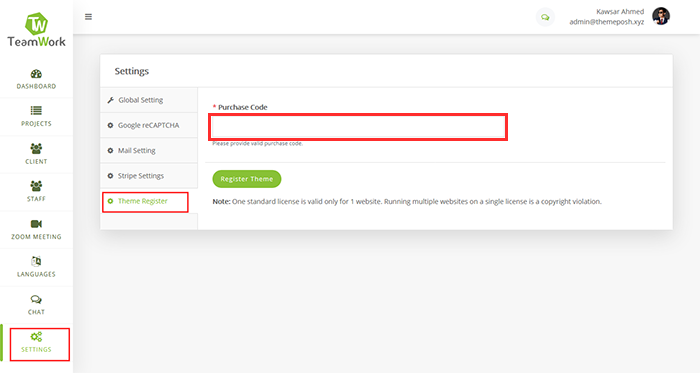 TeamWork
Kawsar Ahmed
admin@themeposh.xyz
DASHBOARD
PROJECTS
CLIENT
STAFF
ZOOM MEETING
LANGUAGES
CHAT
SETTINGS
Settings
Global Setting
Google reCAPTCHA
Mail Setting
Stripe Settings
Theme Register
* Purchase Code
Please provide valid purchase code.
Register Theme
Note: One standard license is valid only for 1 website. Running multiple websites on a single license is a copyright violation.